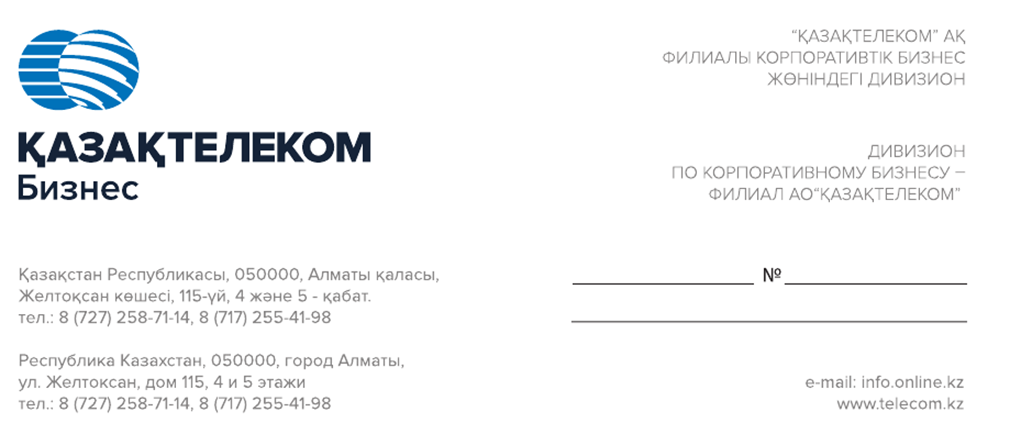 ҚАЗАҚТЕЛЕКОМ
Бизнес
“ҚАЗАҚТЕЛЕКОМ” АҚ
ФИЛИАЛЫ КОРПОРАТИВТІК БИЗНЕС
ЖӨНІНДЕГІ ДИВИЗИОН
ДИВИЗИОН
ПО КОРПОРАТИВНОМУ БИЗНЕСУ –
ФИЛИАЛ АО“ҚАЗАҚТЕЛЕКОМ”
Қазақстан Республикасы, 050000, Алматы қаласы,
Желтоқсан көшесі, 115-үй, 4 және 5 - қабат.
тел.: 8 (727) 258-71-14, 8 (717) 255-41-98
Республика Казахстан, 050000, город Алматы,
ул. Желтоксан, дом 115, 4 и 5 этажи
тел.: 8 (727) 258-71-14, 8 (717) 255-41-98
№
e-mail: info.online.kz
www.telecom.kz